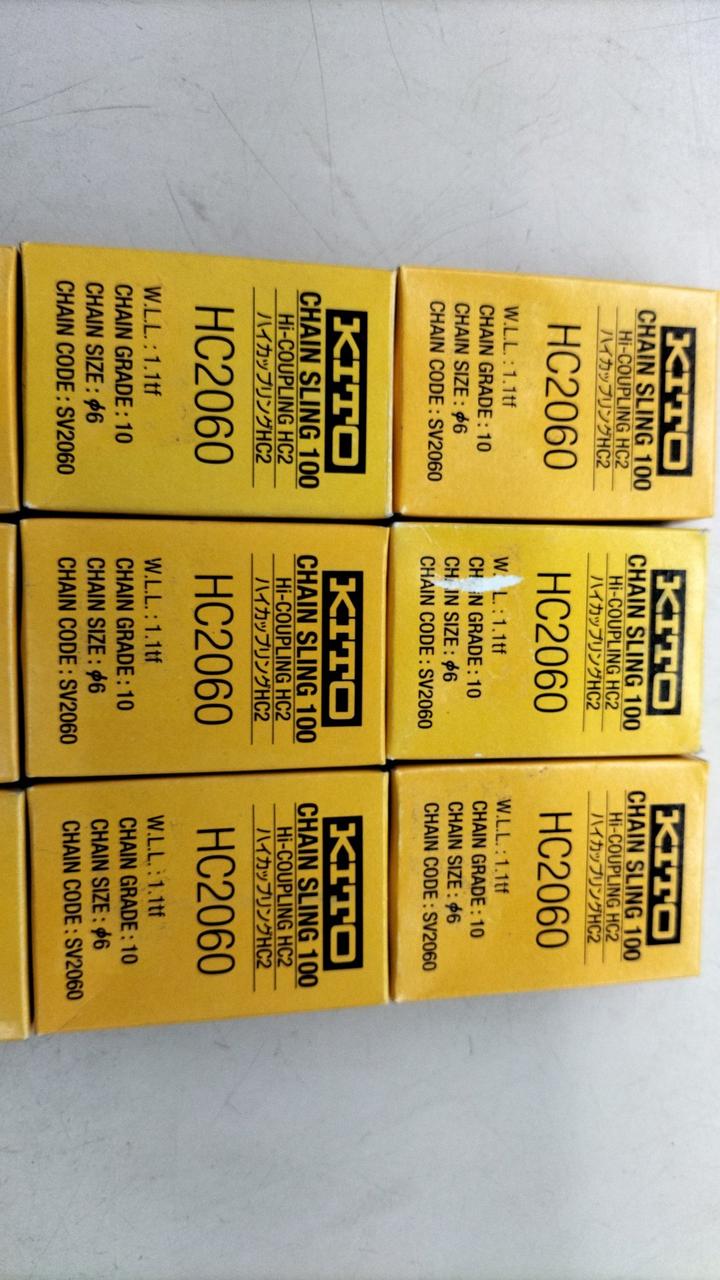 KITO
CHAIN SLING 100
Hi-COUPLING HC2
ハイカップリングHC2
HC2060
W.L.L. : 1.1tf
CHAIN GRADE : 10
CHAIN SIZE : ϕ6
CHAIN CODE : SV2060
KITO
CHAIN SLING 100
Hi-COUPLING HC2
ハイカップリングHC2
HC2060
W.L.L. : 1.1tf
CHAIN GRADE : 10
CHAIN SIZE : ϕ6
CHAIN CODE : SV2060
KITO
CHAIN SLING 100
Hi-COUPLING HC2
ハイカップリングHC2
HC2060
W.L.L. : 1.1tf
CHAIN GRADE : 10
CHAIN SIZE : ϕ6
CHAIN CODE : SV2060
KITO
CHAIN SLING 100
Hi-COUPLING HC2
ハイカップリングHC2
HC2060
W.L.L. : 1.1tf
CHAIN GRADE : 10
CHAIN SIZE : ϕ6
CHAIN CODE : SV2060
KITO
CHAIN SLING 100
Hi-COUPLING HC2
ハイカップリングHC2
HC2060
W.L.L. : 1.1tf
CHAIN GRADE : 10
CHAIN SIZE : ϕ6
CHAIN CODE : SV2060
KITO
CHAIN SLING 100
Hi-COUPLING HC2
ハイカップリングHC2
HC2060
W.L.L. : 1.1tf
CHAIN GRADE : 10
CHAIN SIZE : ϕ6
CHAIN CODE : SV2060